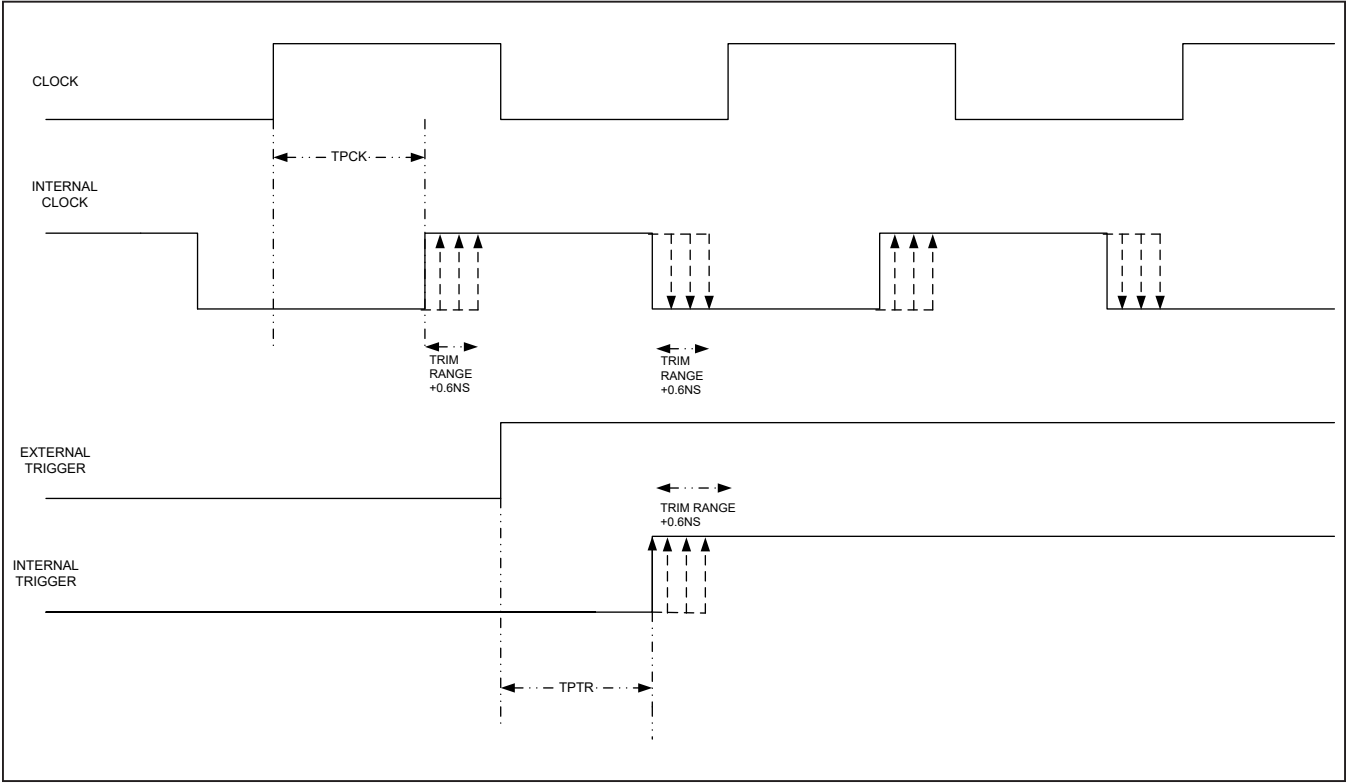 CLOCK
TPCK
INTERNAL
CLOCK
TRIM
RANGE
+0.6NS
TRIM
RANGE
+0.6NS
EXTERNAL
TRIGGER
TRIM RANGE
+0.6NS
INTERNAL
TRIGGER
TPTR